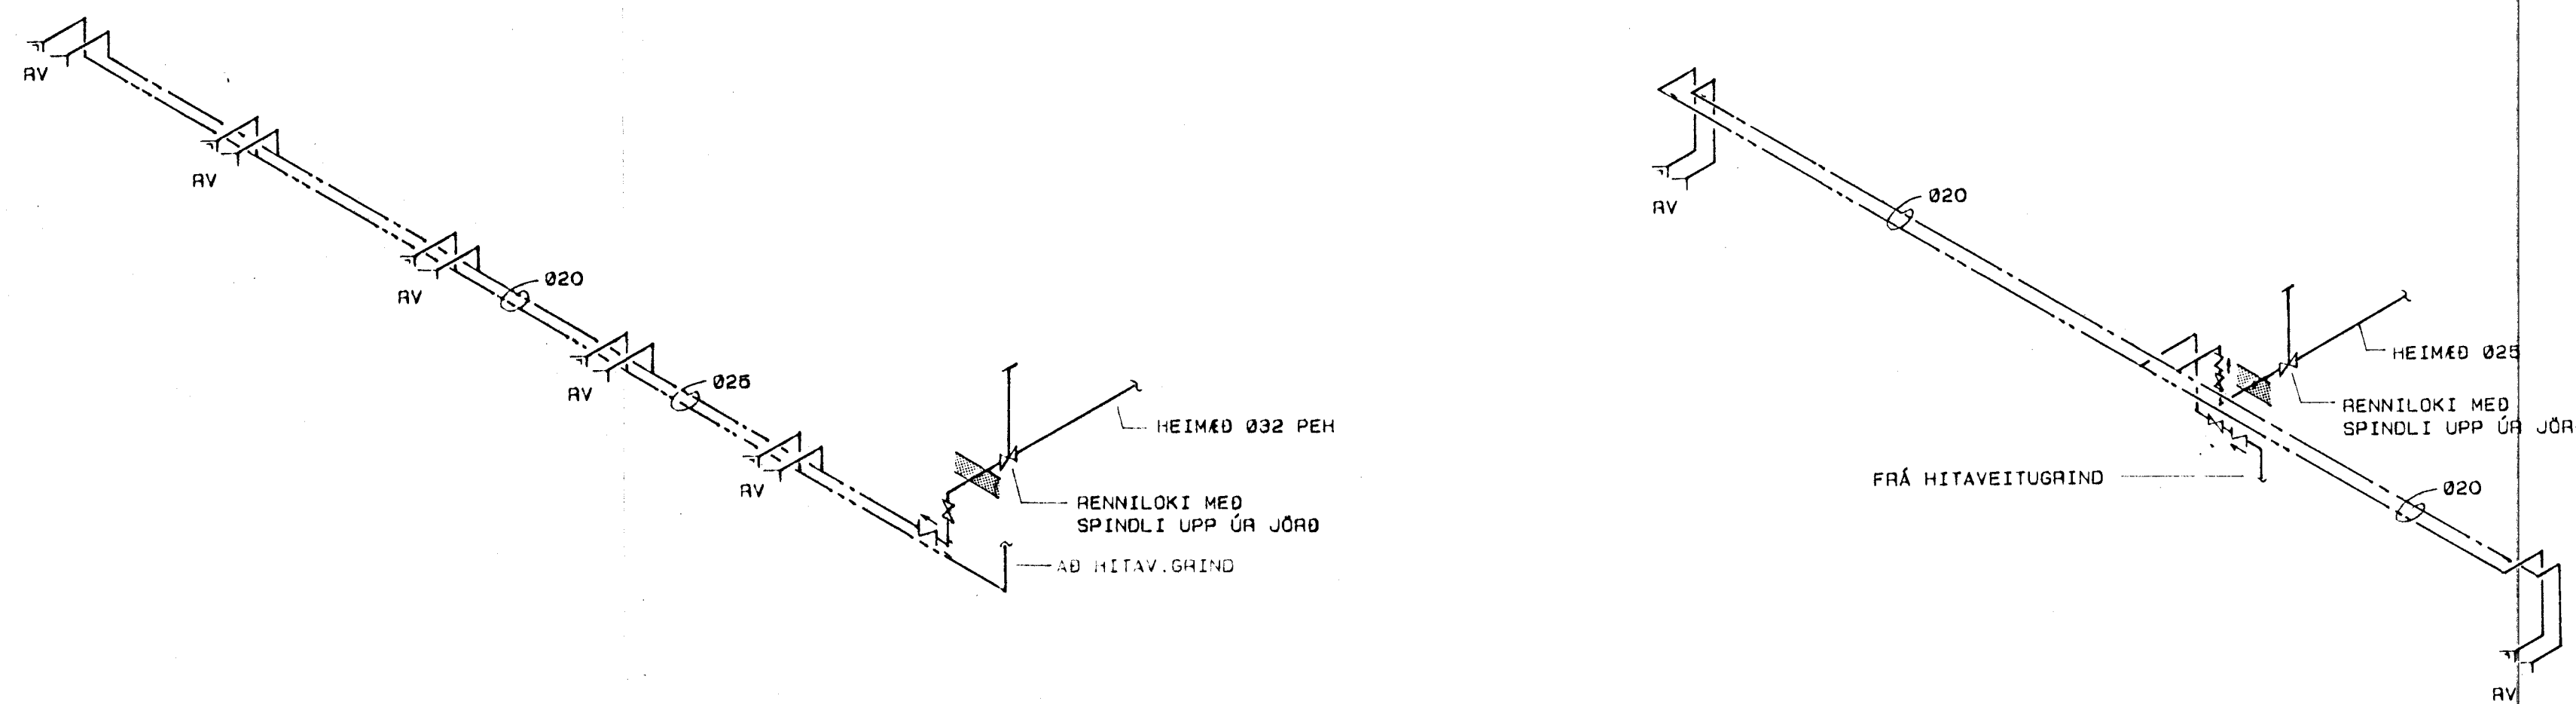 RV
RV
RV
Ø20
RV
Ø25
RV
HEIMÆÐ Ø32 PEH
RENNILOKI MEÐ
SPINDLI UPP ÚR JÖRÐ
AÐ HITAV.GRIND
RV
Ø20
HEIMÆÐ Ø25
RENNILOKI MEÐ
SPINDLI UPP ÚR JÖR
FRÁ HITAVEITUGRIND
Ø20
RV